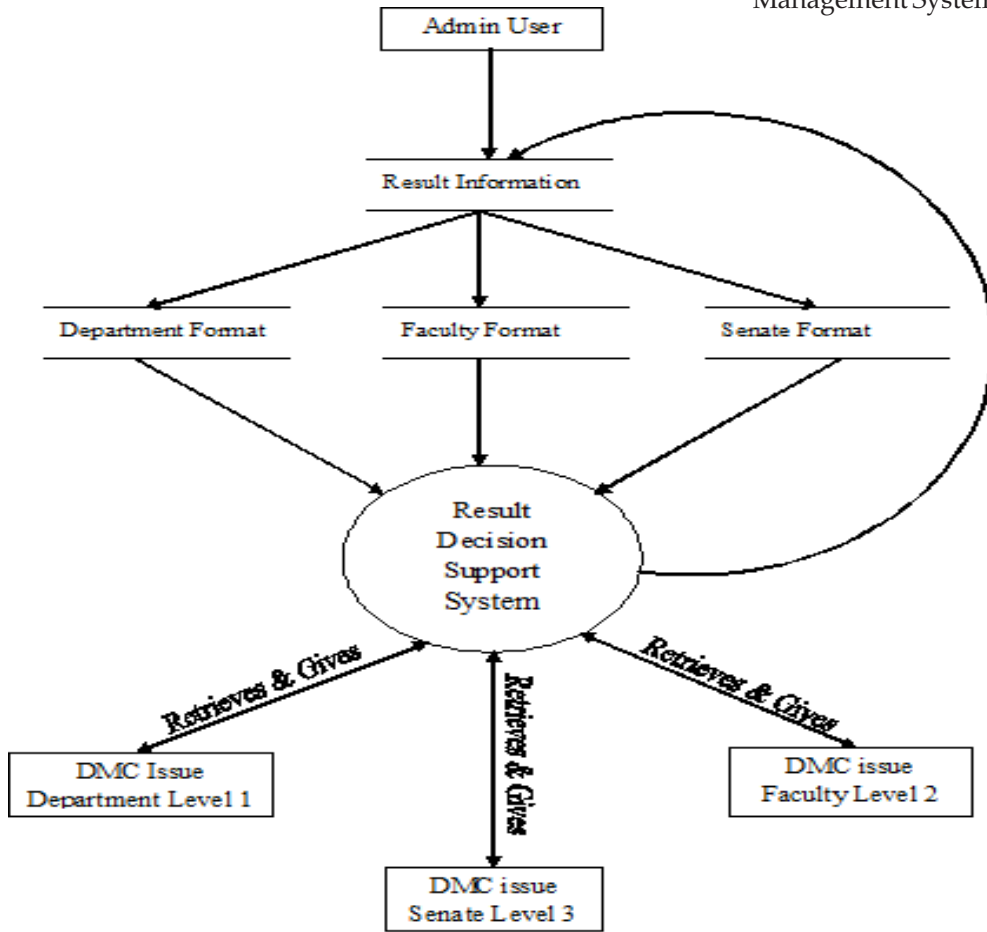 Management System
Admin User
Result Information
Department Format
Faculty Format
Senate Format
Result
Decision
Support
System
Retrieves & Gives
Retrieves & Gives
Retrieves & Gives
DMC Issue
Department Level 1
DMC issue
Faculty Level 2
DMC issue
Senate Level 3